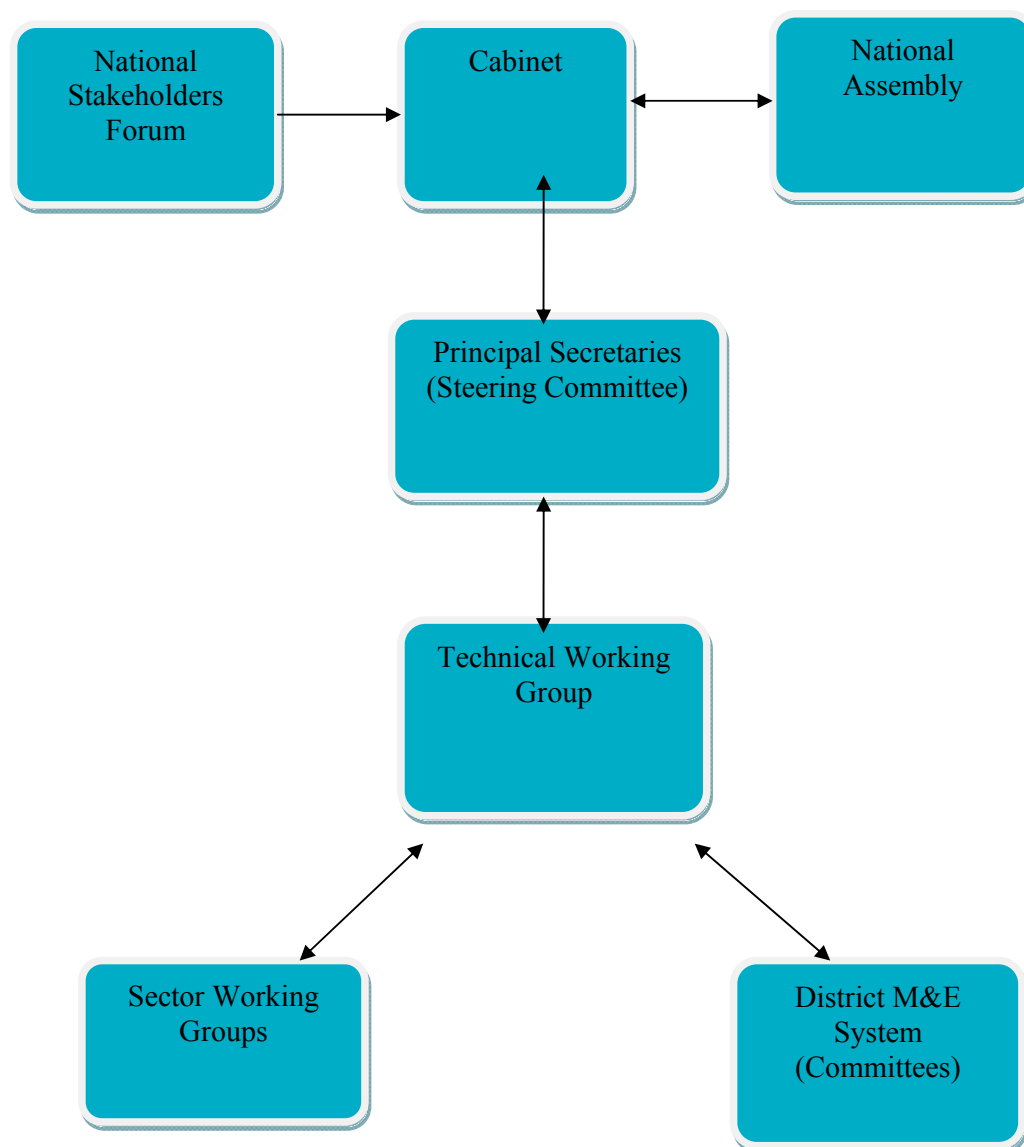 National
Stakeholders
Forum
Cabinet
National
Assembly
Principal Secretaries
(Steering Committee)
Technical Working
Group
Sector Working
Groups
District M&E
System
(Committees)